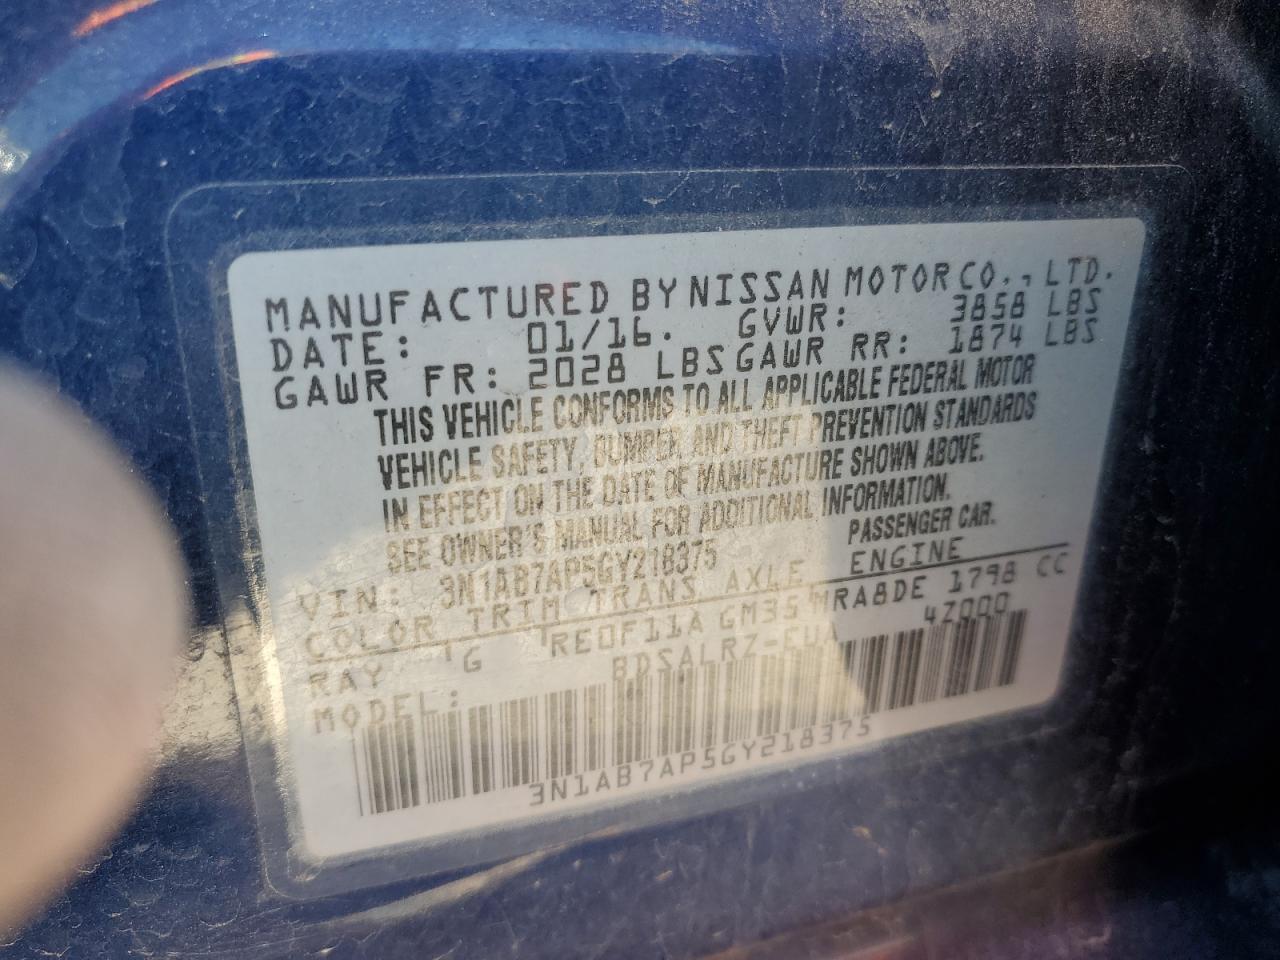 MANUFACTURED BY NISSAN MOTOR CO., LTD.
DATE: 01/16. GVWR: 3858 LBS
GAWR FR: 2028 LBS GAWR RR: 1874 LBS
THIS VEHICLE CONFORMS TO ALL APPLICABLE FEDERAL MOTOR
VEHICLE SAFETY, BUMPER AND THEFT PREVENTION STANDARDS
IN EFFECT ON THE DATE OF MANUFACTURE SHOWN ABOVE.
SEE OWNER'S MANUAL FOR ADDITIONAL INFORMATION.
VIN: 3N1AB7AP5GY218375 PASSENGER CAR.
COLOR TRIM TRANS AXLE ENGINE
RAY G RE0F11A GM35 MRA8DE 1798 CC
MODEL: BDSALRZ-EUA 4Z000
3N1AB7AP5GY218375